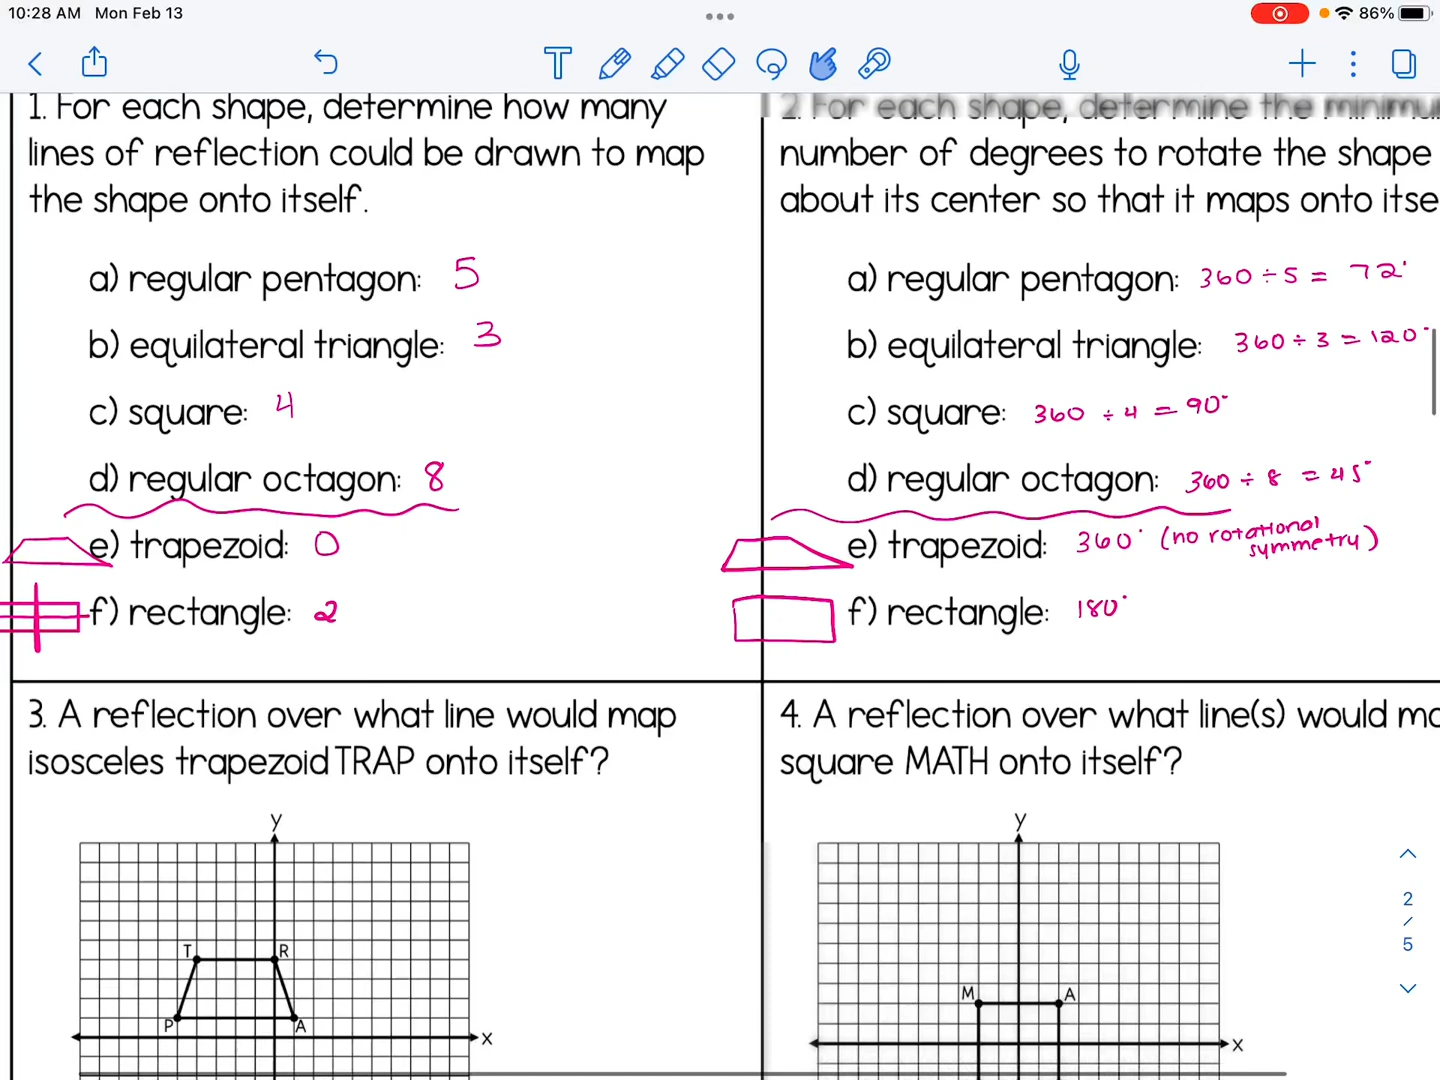 10:28 AM Mon Feb 13
86%
1. For each shape, determine how many
lines of reflection could be drawn to map
the shape onto itself.
a) regular pentagon: 5
b) equilateral triangle: 3
c) square: 4
d) regular octagon: 8
e) trapezoid: 0
f) rectangle: 2
2. For each shape, determine the minimu
number of degrees to rotate the shape
about its center so that it maps onto itse
a) regular pentagon: 360 ÷ 5 = 72°
b) equilateral triangle: 360 ÷ 3 = 120°
c) square: 360 ÷ 4 = 90°
d) regular octagon: 360 ÷ 8 = 45°
e) trapezoid: 360° (no rotational
symmetry)
f) rectangle: 180°
3. A reflection over what line would map
isosceles trapezoid TRAP onto itself?
y
T R
P A
x
4. A reflection over what line(s) would ma
square MATH onto itself?
y
M A
x
2
/
5